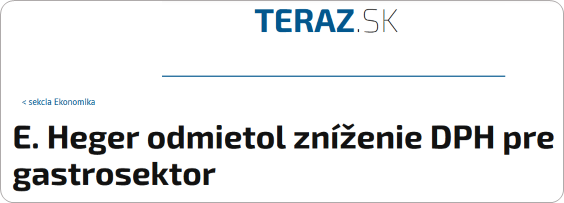 TERAZ.SK
< sekcia Ekonomika
E. Heger odmietol zníženie DPH pre
gastrosektor